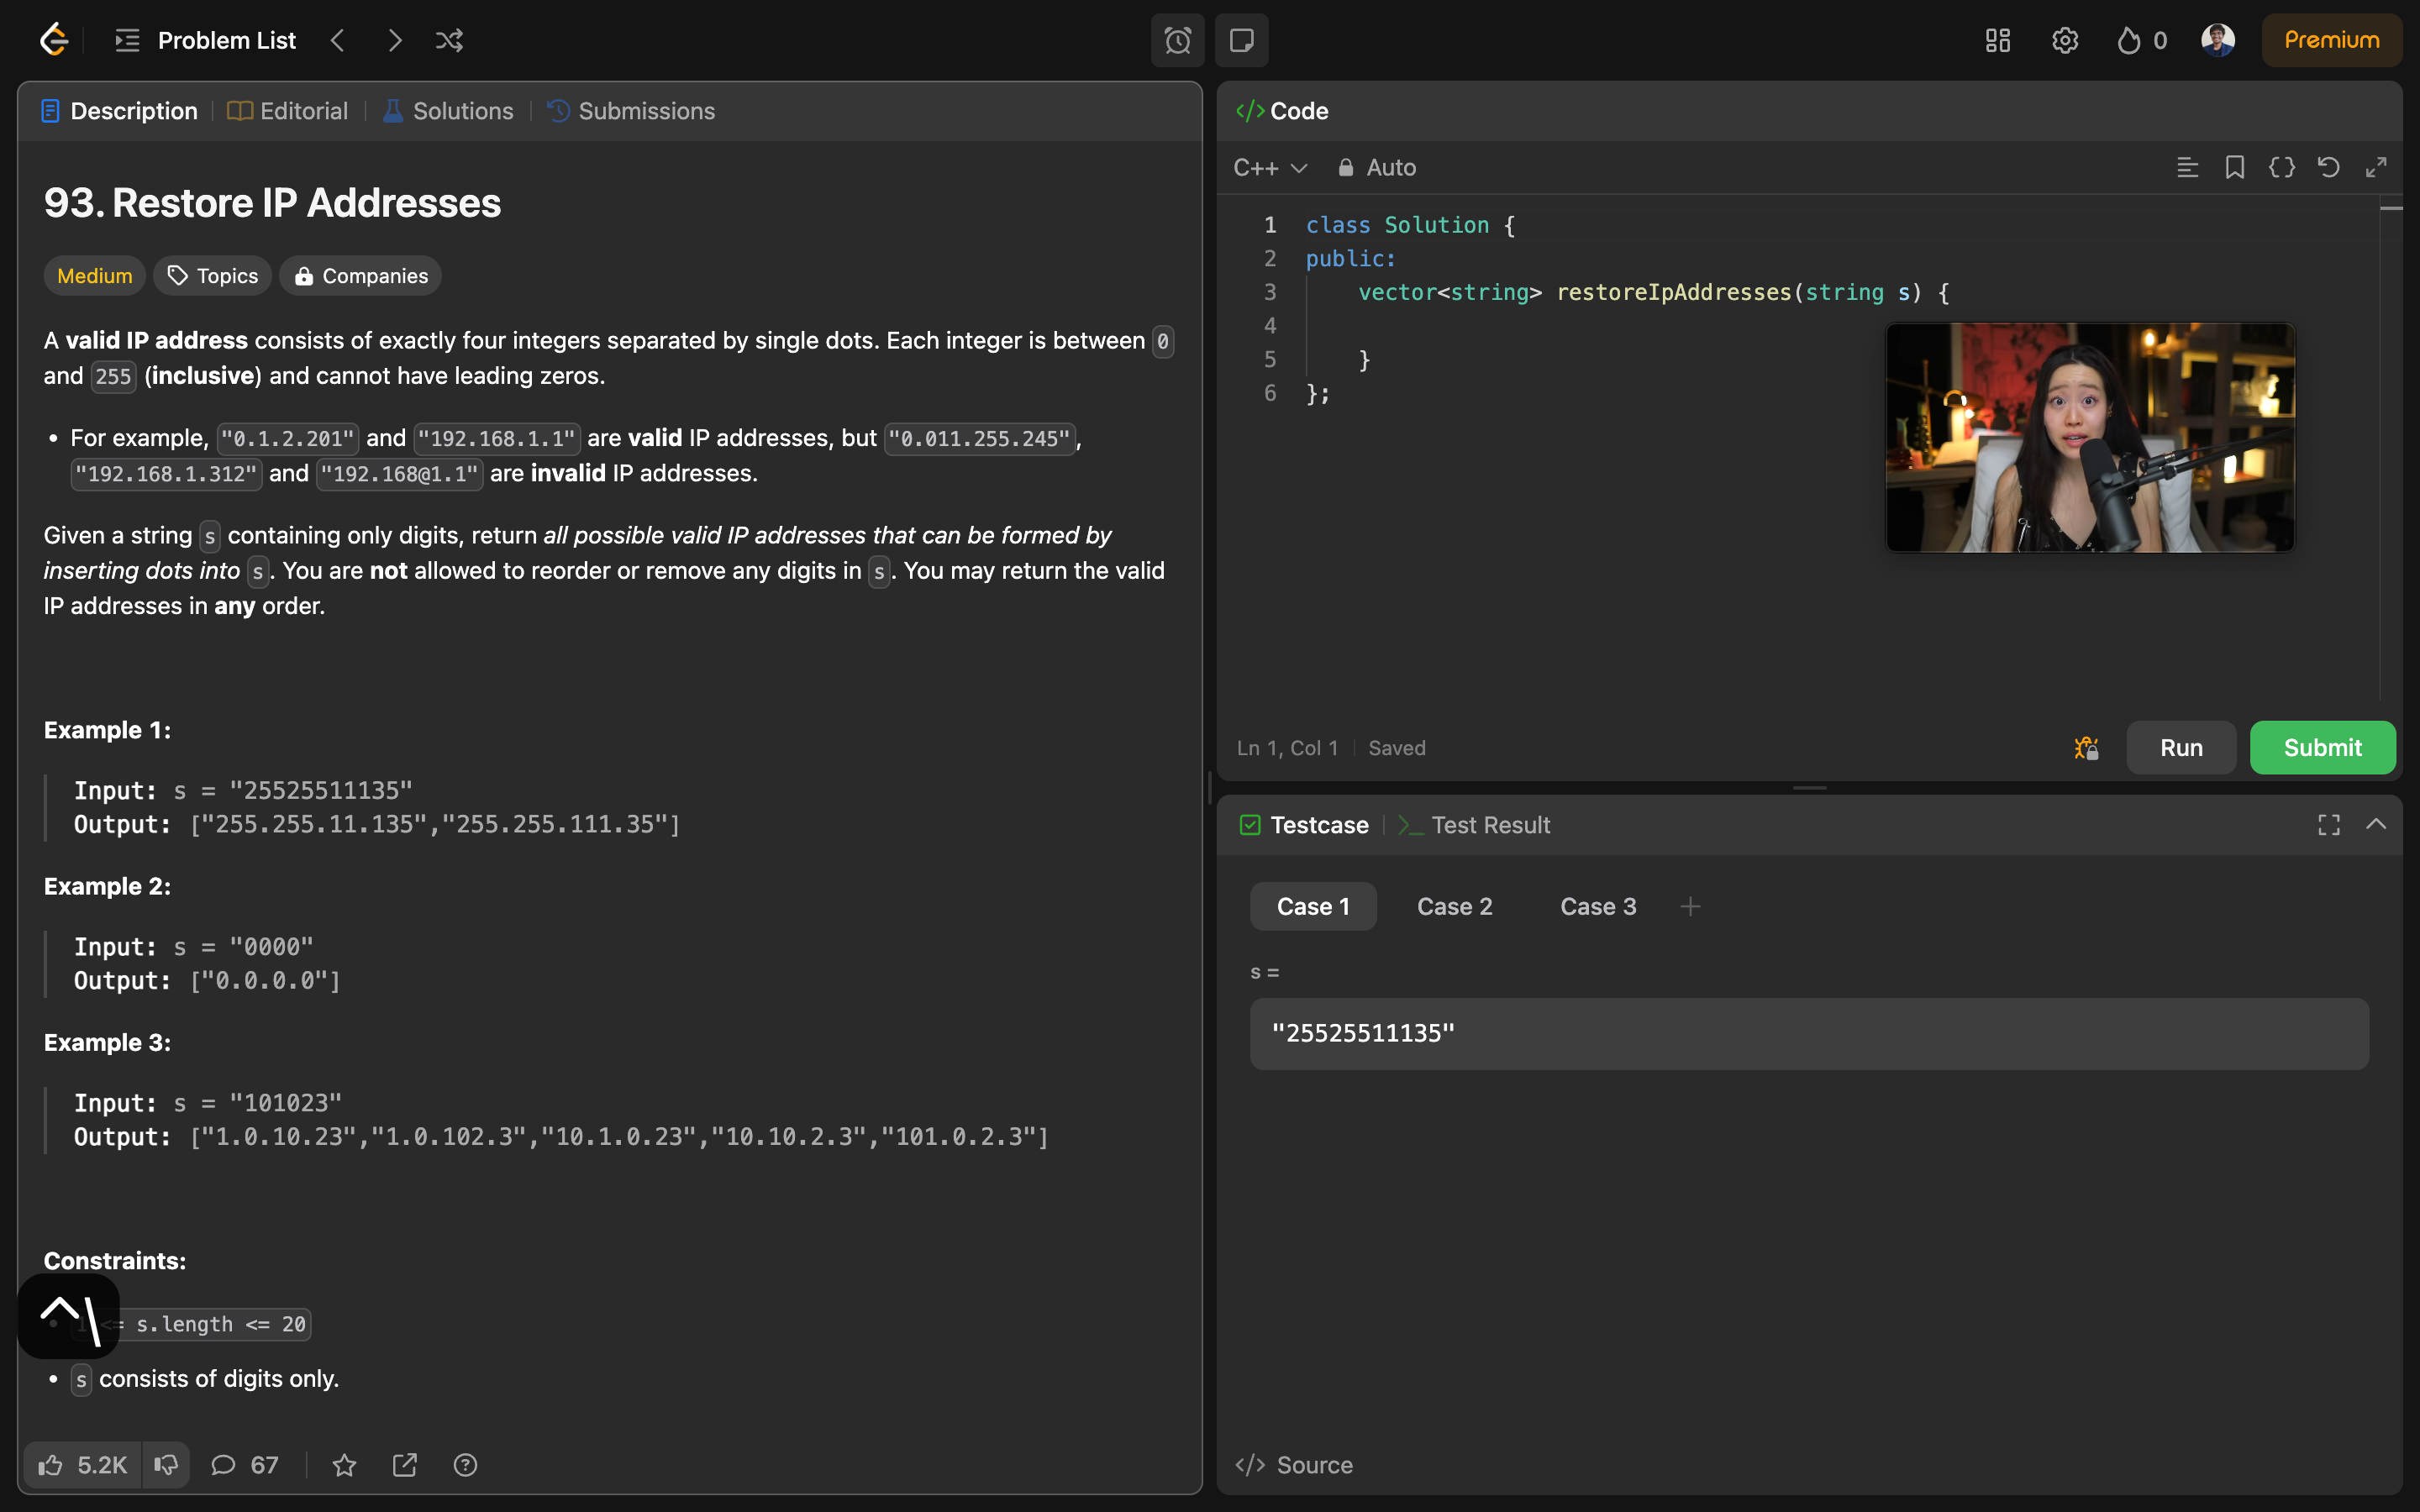 Problem List
0
Premium
Description
Editorial
Solutions
Submissions
93. Restore IP Addresses
Medium
Topics
Companies
A valid IP address consists of exactly four integers separated by single dots. Each integer is between 0
and 255 (inclusive) and cannot have leading zeros.
• For example, "0.1.2.201" and "192.168.1.1" are valid IP addresses, but "0.011.255.245",
"192.168.1.312" and "192.168@1.1" are invalid IP addresses.
Given a string s containing only digits, return all possible valid IP addresses that can be formed by
inserting dots into s. You are not allowed to reorder or remove any digits in s. You may return the valid
IP addresses in any order.
Example 1:
Input: s = "25525511135"
Output: ["255.255.11.135","255.255.111.35"]
Example 2:
Input: s = "0000"
Output: ["0.0.0.0"]
Example 3:
Input: s = "101023"
Output: ["1.0.10.23","1.0.102.3","10.1.0.23","10.10.2.3","101.0.2.3"]
Constraints:
^\
<= s.length <= 20
• s consists of digits only.
5.2K
67
</> Code
C++
Auto
1 class Solution {
2 public:
3 vector<string> restoreIpAddresses(string s) {
4
5 }
6 };
Ln 1, Col 1
Saved
Run
Submit
Testcase
>_ Test Result
Case 1
Case 2
Case 3
+
s =
"25525511135"
</> Source